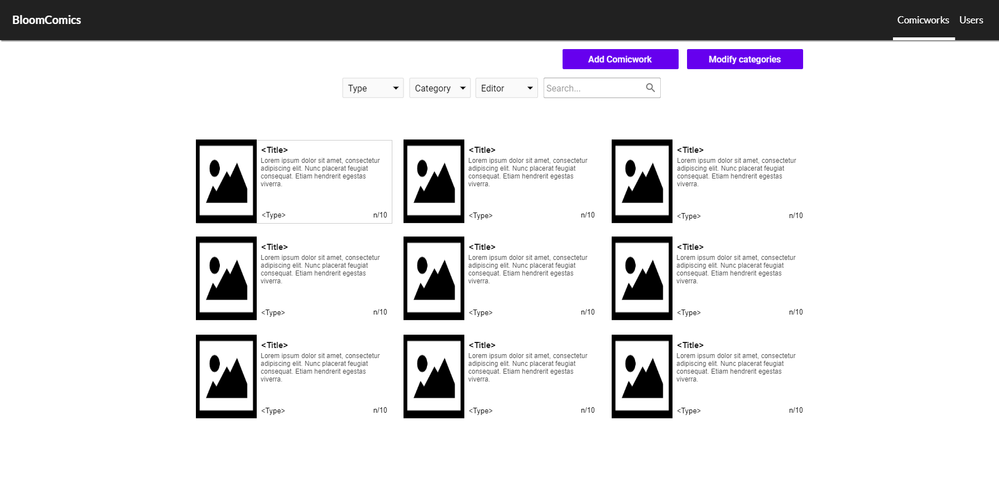 BloomComics
Comicworks
Users
Add Comicwork
Modify categories
Type
Category
Editor
Search...
<Title>
Lorem ipsum dolor sit amet, consectetur
adipiscing elit. Nunc placerat feugiat
consequat. Etiam hendrerit egestas
viverra.
<Type>
n/10
<Title>
Lorem ipsum dolor sit amet, consectetur
adipiscing elit. Nunc placerat feugiat
consequat. Etiam hendrerit egestas
viverra.
<Type>
n/10
<Title>
Lorem ipsum dolor sit amet, consectetur
adipiscing elit. Nunc placerat feugiat
consequat. Etiam hendrerit egestas
viverra.
<Type>
n/10
<Title>
Lorem ipsum dolor sit amet, consectetur
adipiscing elit. Nunc placerat feugiat
consequat. Etiam hendrerit egestas
viverra.
<Type>
n/10
<Title>
Lorem ipsum dolor sit amet, consectetur
adipiscing elit. Nunc placerat feugiat
consequat. Etiam hendrerit egestas
viverra.
<Type>
n/10
<Title>
Lorem ipsum dolor sit amet, consectetur
adipiscing elit. Nunc placerat feugiat
consequat. Etiam hendrerit egestas
viverra.
<Type>
n/10
<Title>
Lorem ipsum dolor sit amet, consectetur
adipiscing elit. Nunc placerat feugiat
consequat. Etiam hendrerit egestas
viverra.
<Type>
n/10
<Title>
Lorem ipsum dolor sit amet, consectetur
adipiscing elit. Nunc placerat feugiat
consequat. Etiam hendrerit egestas
viverra.
<Type>
n/10
<Title>
Lorem ipsum dolor sit amet, consectetur
adipiscing elit. Nunc placerat feugiat
consequat. Etiam hendrerit egestas
viverra.
<Type>
n/10